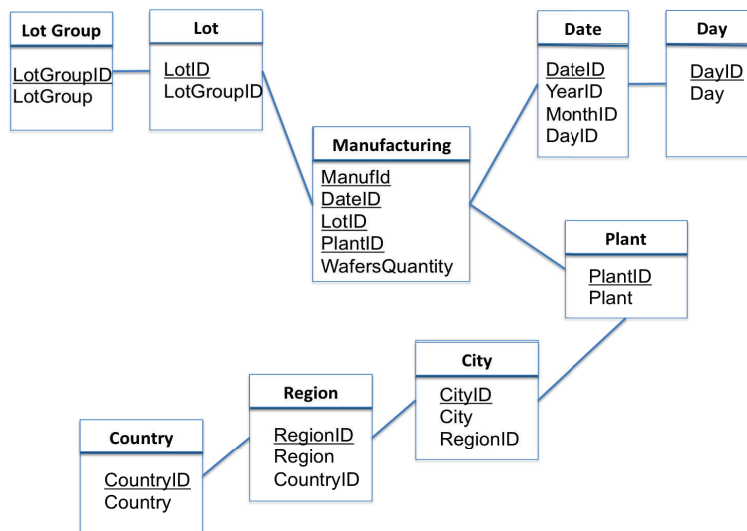 Lot Group
LotGroupID
LotGroup
Lot
LotID
LotGroupID
Date
DateID
YearID
MonthID
DayID
Day
DayID
Day
Manufacturing
ManufId
DateID
LotID
PlantID
WafersQuantity
Plant
PlantID
Plant
City
CityID
City
RegionID
Region
RegionID
Region
CountryID
Country
CountryID
Country